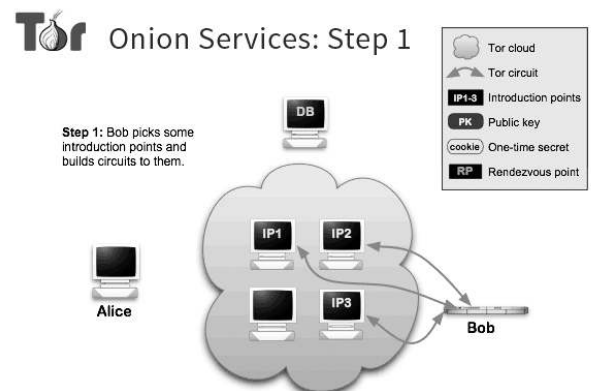 Tor Onion Services: Step 1
Tor cloud
Tor circuit
IP1-3 Introduction points
PK Public key
cookie One-time secret
RP Rendezvous point
Step 1: Bob picks some
introduction points and
builds circuits to them.
DB
IP1 IP2
Alice
IP3
Bob